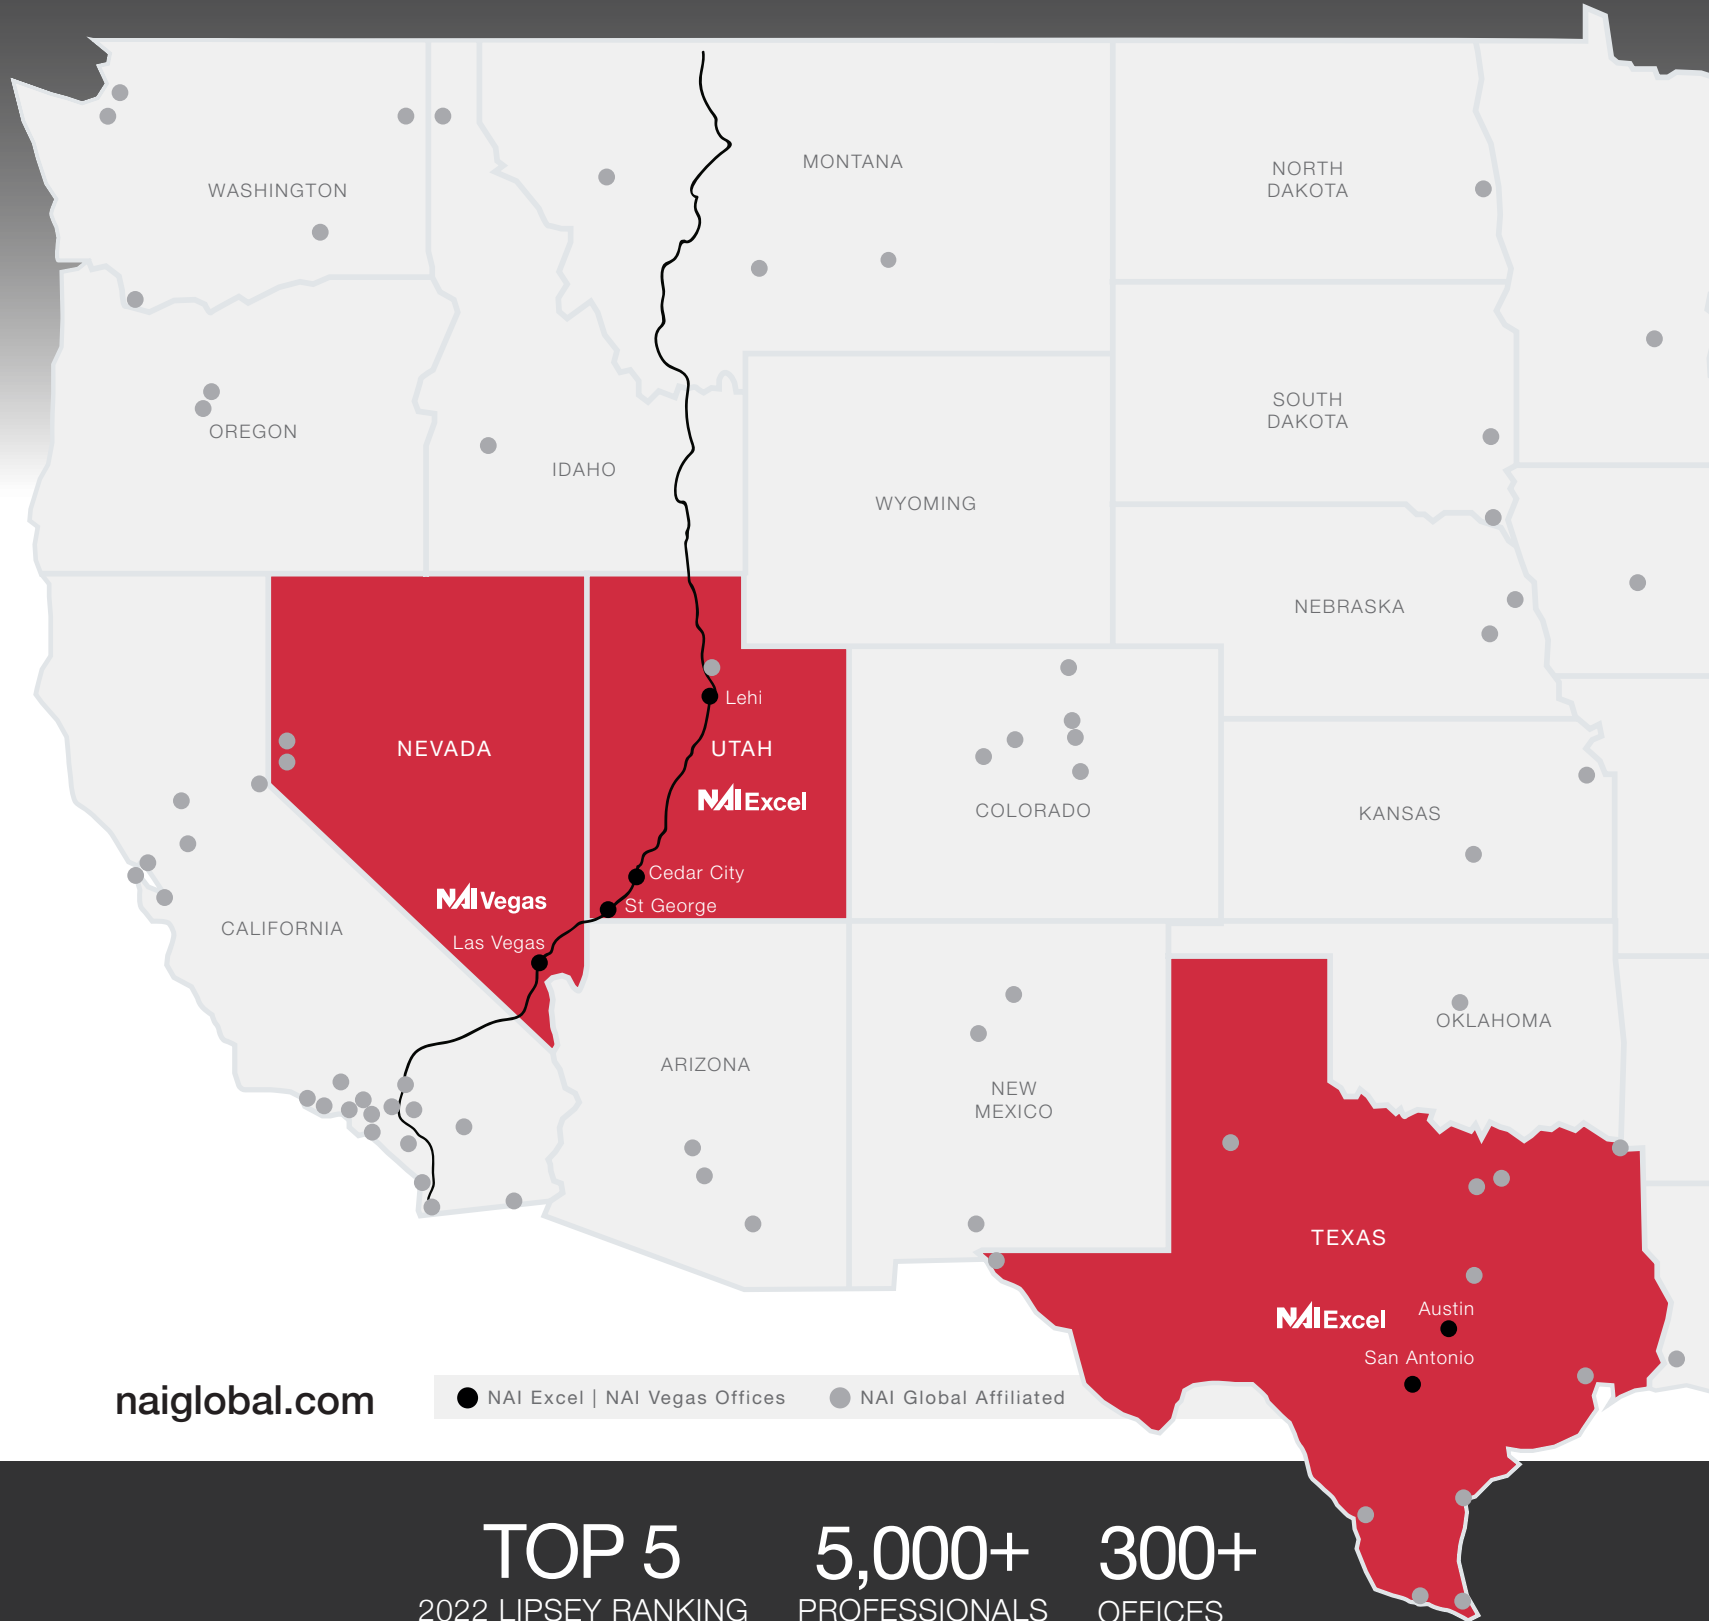 WASHINGTON
MONTANA
NORTH
DAKOTA
OREGON
IDAHO
SOUTH
DAKOTA
WYOMING
NEBRASKA
NEVADA
Lehi
UTAH
NAI Excel
COLORADO
KANSAS
Cedar City
St George
NAI Vegas
Las Vegas
CALIFORNIA
ARIZONA
NEW
MEXICO
OKLAHOMA
TEXAS
NAI Excel
Austin
San Antonio
naiglobal.com
NAI Excel | NAI Vegas Offices
NAI Global Affiliated
TOP 5
2022 LIPSEY RANKING
5,000+
PROFESSIONALS
300+
OFFICES